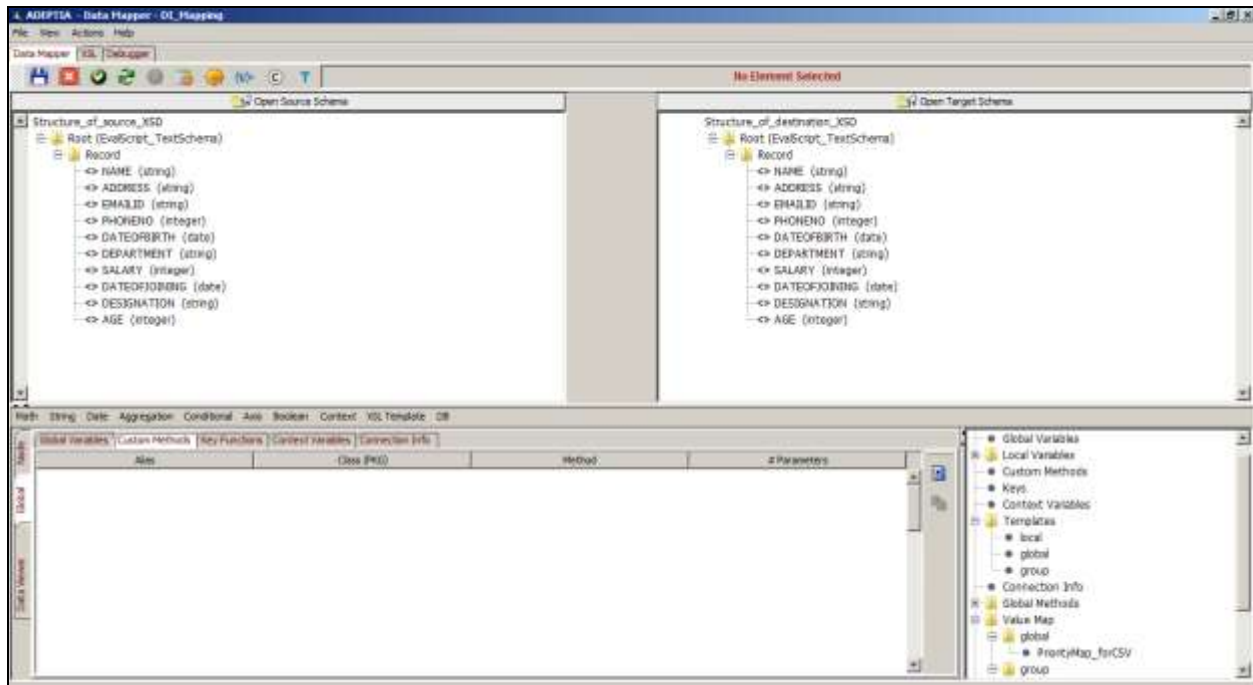 ADEPTIA - Data Mapper - DI_Mapping
File View Actions Help
Data Mapper XSL Debugger
No Element Selected
Open Source Schema
Open Target Schema
Structure_of_source_XSD
Root (EvalScript_TextSchema)
Record
<> NAME (string)
<> ADDRESS (string)
<> EMAILID (string)
<> PHONENO (integer)
<> DATEOFBIRTH (date)
<> DEPARTMENT (string)
<> SALARY (integer)
<> DATEOFJOINING (date)
<> DESIGNATION (string)
<> AGE (integer)
Structure_of_destination_XSD
Root (EvalScript_TextSchema)
Record
<> NAME (string)
<> ADDRESS (string)
<> EMAILID (string)
<> PHONENO (integer)
<> DATEOFBIRTH (date)
<> DEPARTMENT (string)
<> SALARY (integer)
<> DATEOFJOINING (date)
<> DESIGNATION (string)
<> AGE (integer)
Math String Date Aggregation Conditional Axis Boolean Context XSL Template DB
Node
Global
Data Viewer
Global Variables Custom Methods Key Functions Context Variables Connection Info
Alias Class (PKG) Method # Parameters
Global Variables
Local Variables
Custom Methods
Keys
Context Variables
Templates
local
global
group
Connection Info
Global Methods
Value Map
global
PriorityMap_forCSV
group